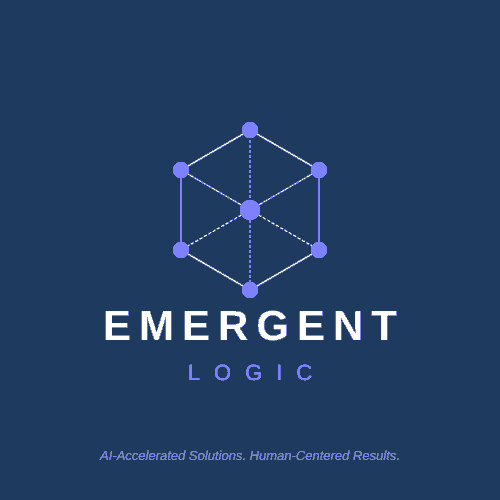 EMERGENT
LOGIC
AI-Accelerated Solutions. Human-Centered Results.